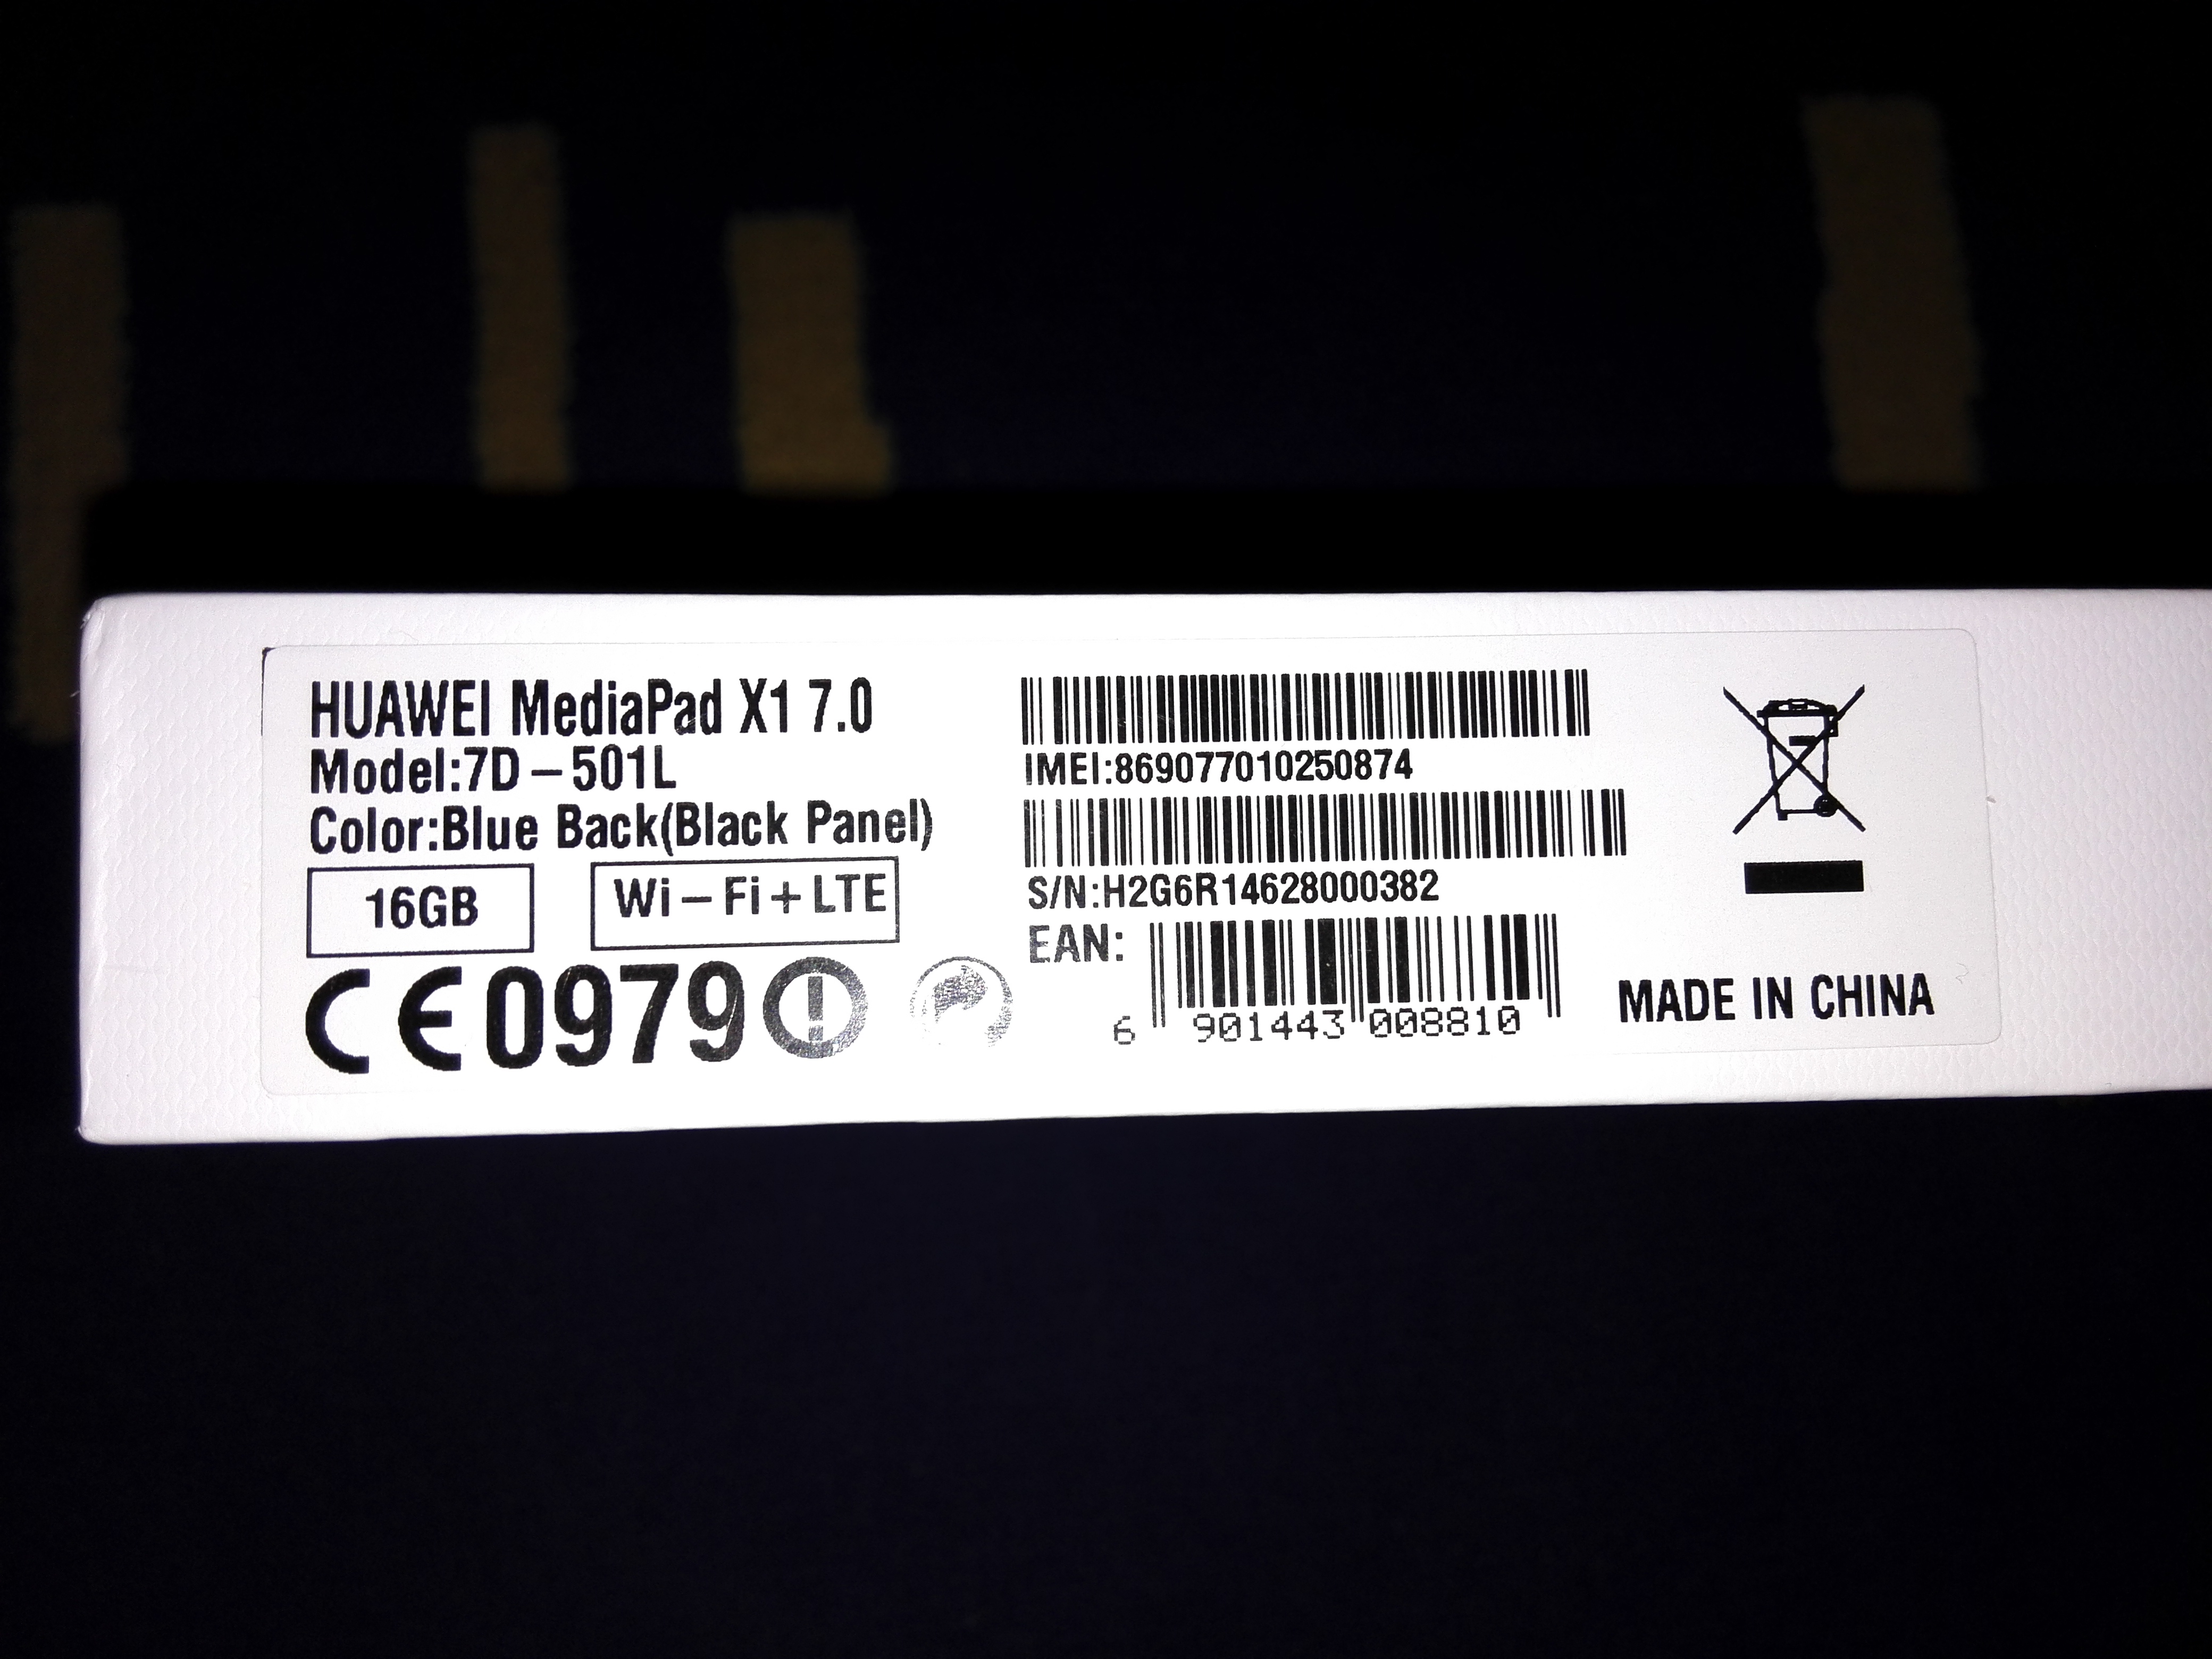 HUAWEI MediaPad X1 7.0
Model:7D-501L
Color:Blue Back(Black Panel)
16GB
Wi-Fi+LTE
CE0979
IMEI:869077010250874
S/N:H2G6R14628000382
EAN:
6 901443 008810
MADE IN CHINA